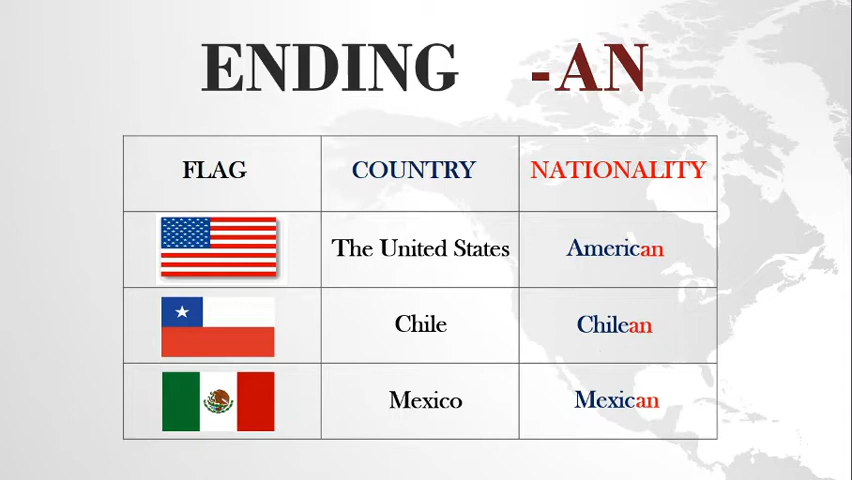 ENDING -AN
FLAG COUNTRY NATIONALITY
The United States American
Chile Chilean
Mexico Mexican